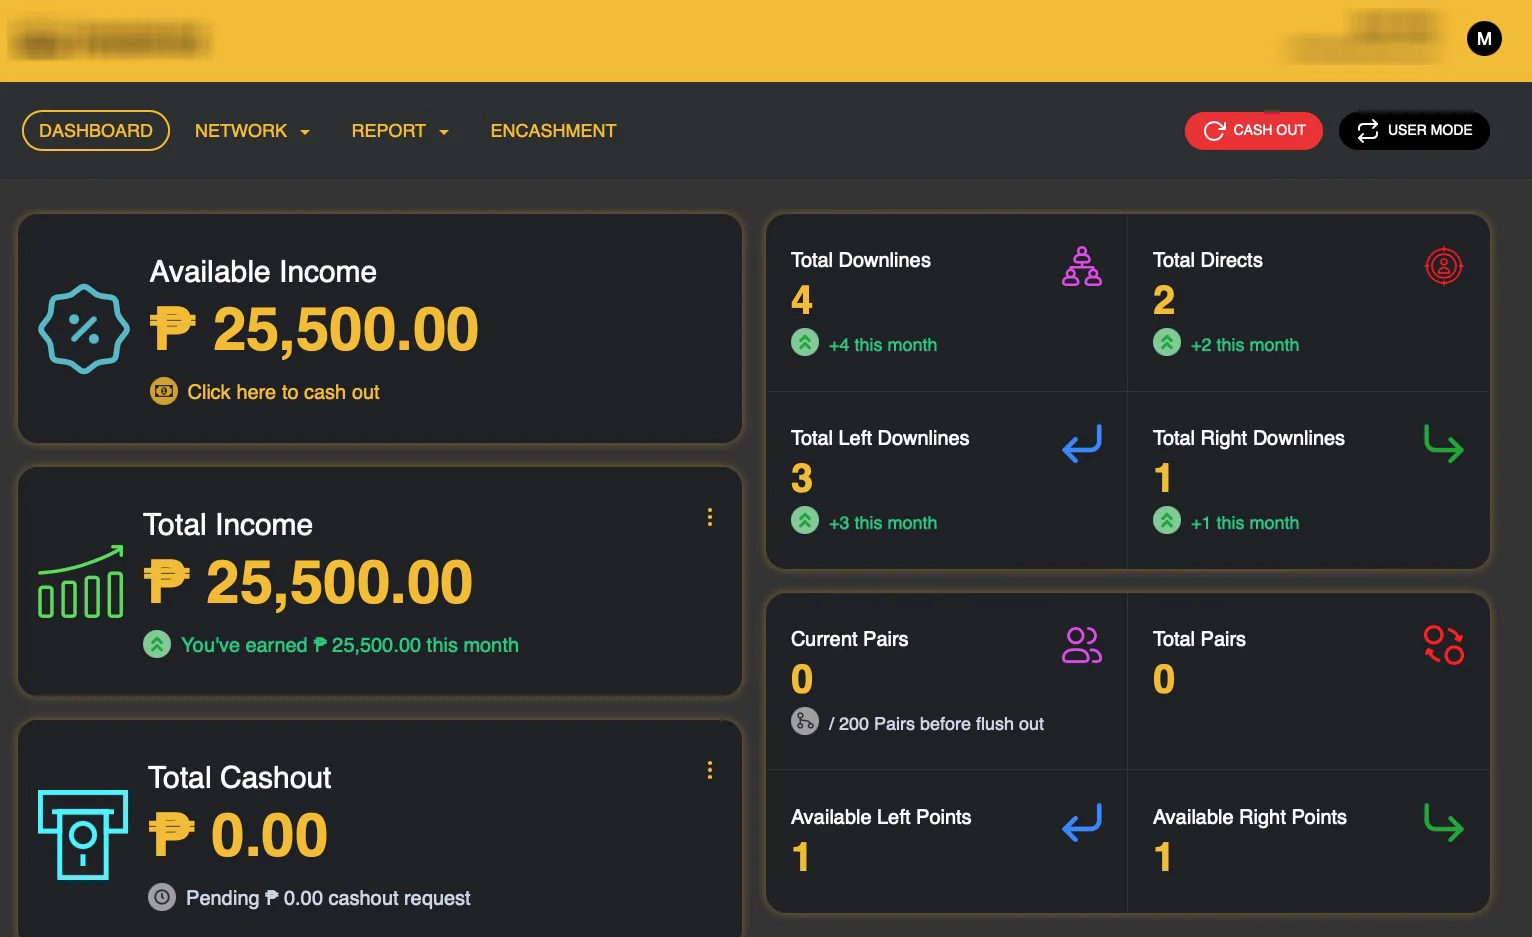 M
DASHBOARD NETWORK REPORT ENCASHMENT CASH OUT USER MODE
Available Income
₱ 25,500.00
Click here to cash out
Total Income
₱ 25,500.00
You've earned ₱ 25,500.00 this month
Total Cashout
₱ 0.00
Pending ₱ 0.00 cashout request
Total Downlines
4
+4 this month
Total Directs
2
+2 this month
Total Left Downlines
3
+3 this month
Total Right Downlines
1
+1 this month
Current Pairs
0
/ 200 Pairs before flush out
Total Pairs
0
Available Left Points
1
Available Right Points
1